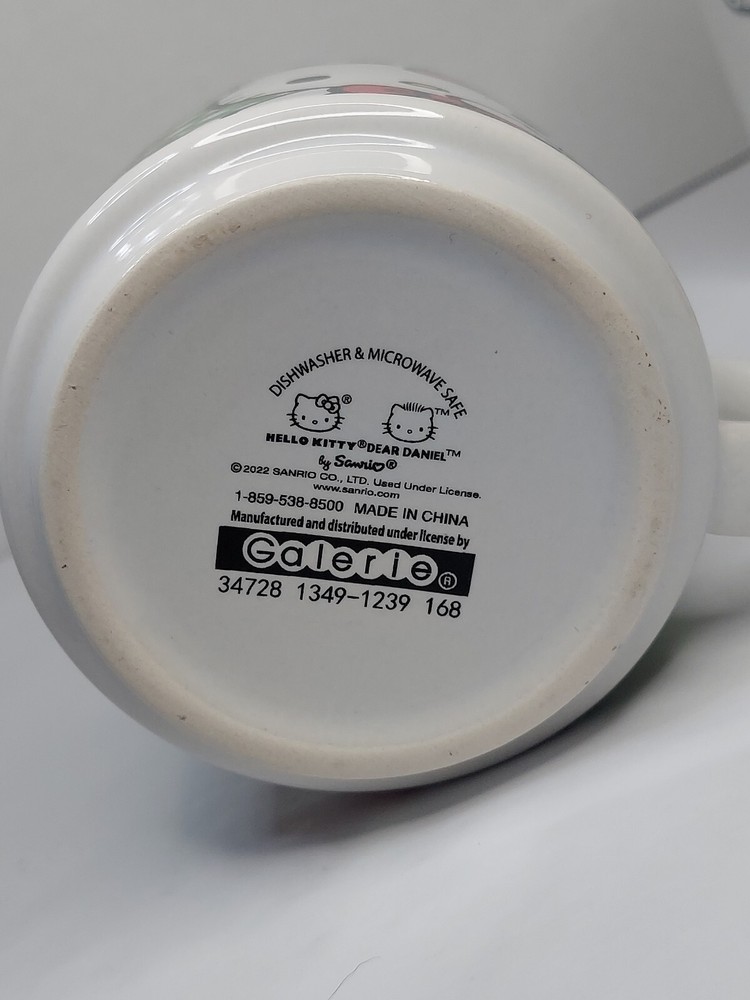 DISHWASHER & MICROWAVE SAFE
® ™
HELLO KITTY® DEAR DANIEL™
by Sanrio®
©2022 SANRIO CO., LTD. Used Under License.
www.sanrio.com
1-859-538-8500 MADE IN CHINA
Manufactured and distributed under license by
Galerie®
34728 1349-1239 168